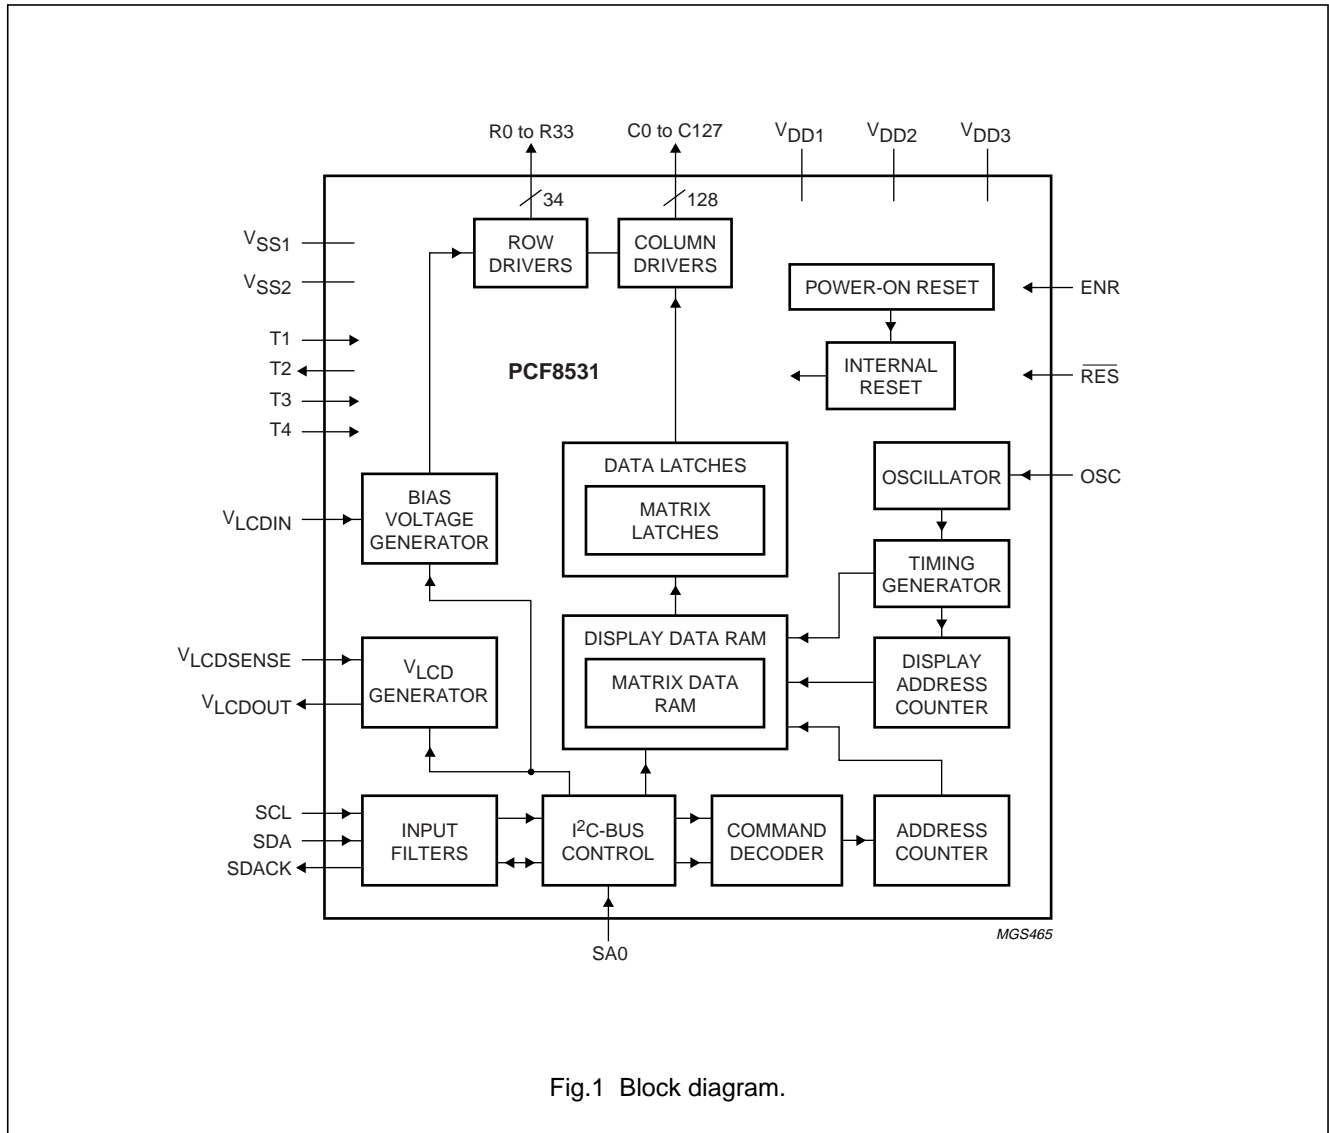 R0 to R33
C0 to C127
VDD1
VDD2
VDD3
34
128
VSS1
ROW
DRIVERS
COLUMN
DRIVERS
VSS2
POWER-ON RESET
ENR
T1
T2
T3
T4
PCF8531
INTERNAL
RESET
RES
DATA LATCHES
MATRIX
LATCHES
OSCILLATOR
OSC
VLCDIN
BIAS
VOLTAGE
GENERATOR
TIMING
GENERATOR
DISPLAY DATA RAM
MATRIX DATA
RAM
DISPLAY
ADDRESS
COUNTER
VLCDSENSE
VLCDOUT
VLCD
GENERATOR
SCL
SDA
SDACK
INPUT
FILTERS
I2C-BUS
CONTROL
COMMAND
DECODER
ADDRESS
COUNTER
MGS465
SA0
Fig.1 Block diagram.